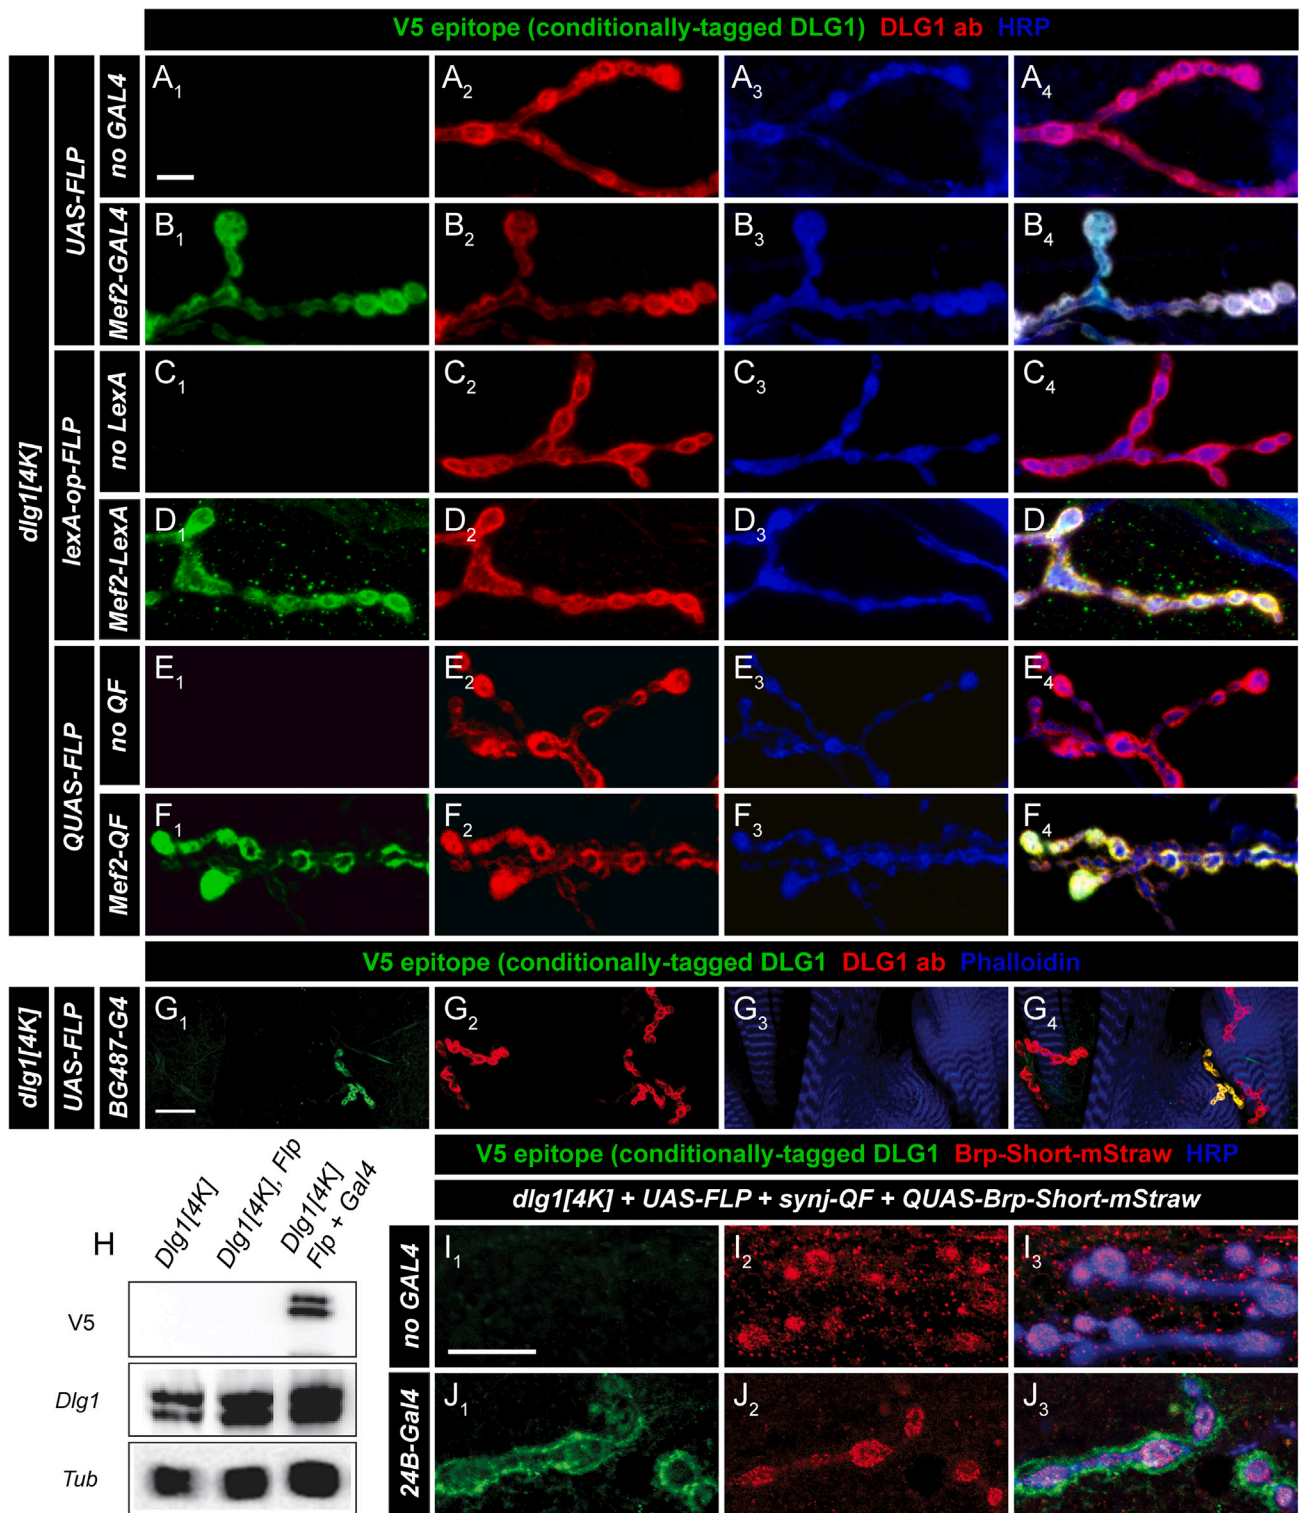 V5 epitope (conditionally-tagged DLG1) DLG1 ab HRP
dlg1[4K]
UAS-FLP
no GAL4
A1 A2 A3 A4
Mef2-GAL4
B1 B2 B3 B4
lexA-op-FLP
no LexA
C1 C2 C3 C4
Mef2-LexA
D1 D2 D3 D4
QUAS-FLP
no QF
E1 E2 E3 E4
Mef2-QF
F1 F2 F3 F4
V5 epitope (conditionally-tagged DLG1 DLG1 ab Phalloidin
dlg1[4K]
UAS-FLP
BG487-G4
G1 G2 G3 G4
V5 epitope (conditionally-tagged DLG1 Brp-Short-mStraw HRP
dlg1[4K] + UAS-FLP + synj-QF + QUAS-Brp-Short-mStraw
H
Dlg1[4K]
Dlg1[4K], Flp
Dlg1[4K]
Flp + Gal4
V5
Dlg1
Tub
no GAL4
I1 I2 I3
24B-Gal4
J1 J2 J3